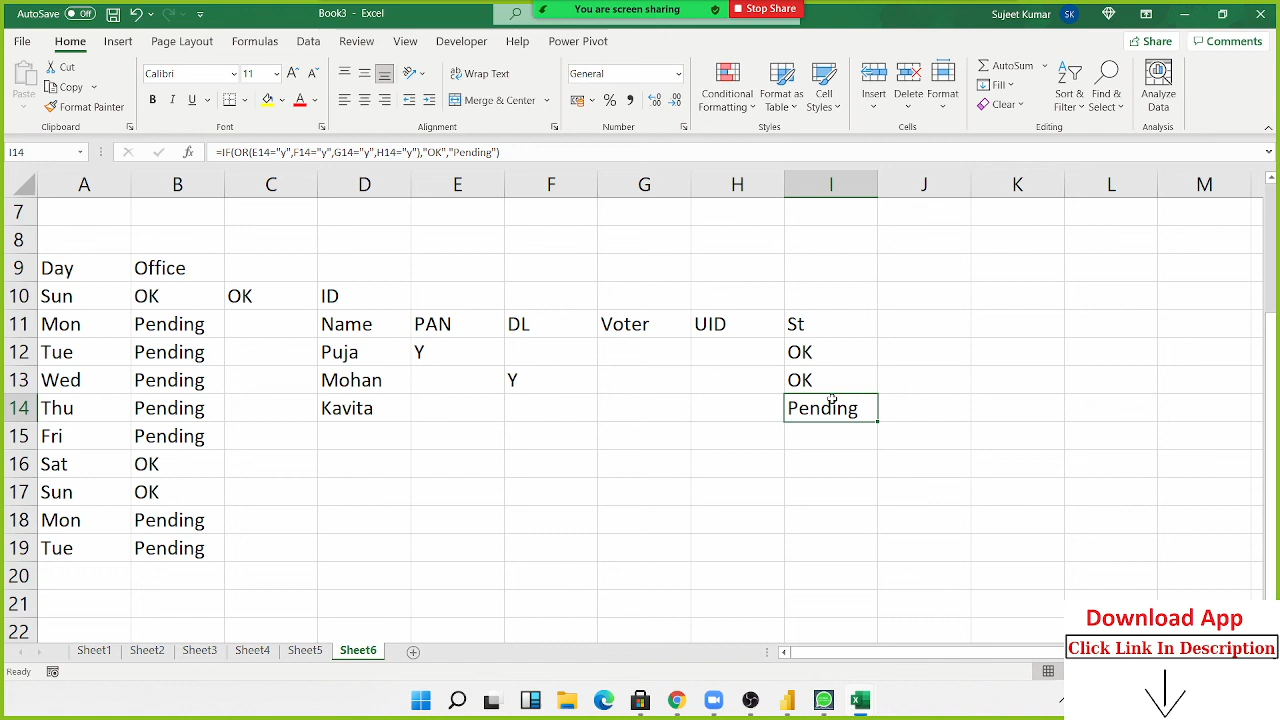 AutoSave Off Book3 - Excel You are screen sharing Stop Share Sujeet Kumar SK
File Home Insert Page Layout Formulas Data Review View Developer Help Power Pivot Share Comments
Paste Cut Copy Format Painter
Calibri 11 B I U A
Wrap Text Merge & Center
General % ,
Conditional Formatting Format as Table Cell Styles
Insert Delete Format
AutoSum Fill Clear Sort & Filter Find & Select
Analyze Data
Clipboard Font Alignment Number Styles Cells Editing Analysis
I14 fx =IF(OR(E14="y",F14="y",G14="y",H14="y"),"OK","Pending")
A B C D E F G H I J K L M
7
8
9 Day Office
10 Sun OK OK ID
11 Mon Pending Name PAN DL Voter UID St
12 Tue Pending Puja Y OK
13 Wed Pending Mohan Y OK
14 Thu Pending Kavita Pending
15 Fri Pending
16 Sat OK
17 Sun OK
18 Mon Pending
19 Tue Pending
20
21
22
Sheet1 Sheet2 Sheet3 Sheet4 Sheet5 Sheet6
Ready
Download App
Click Link In Description